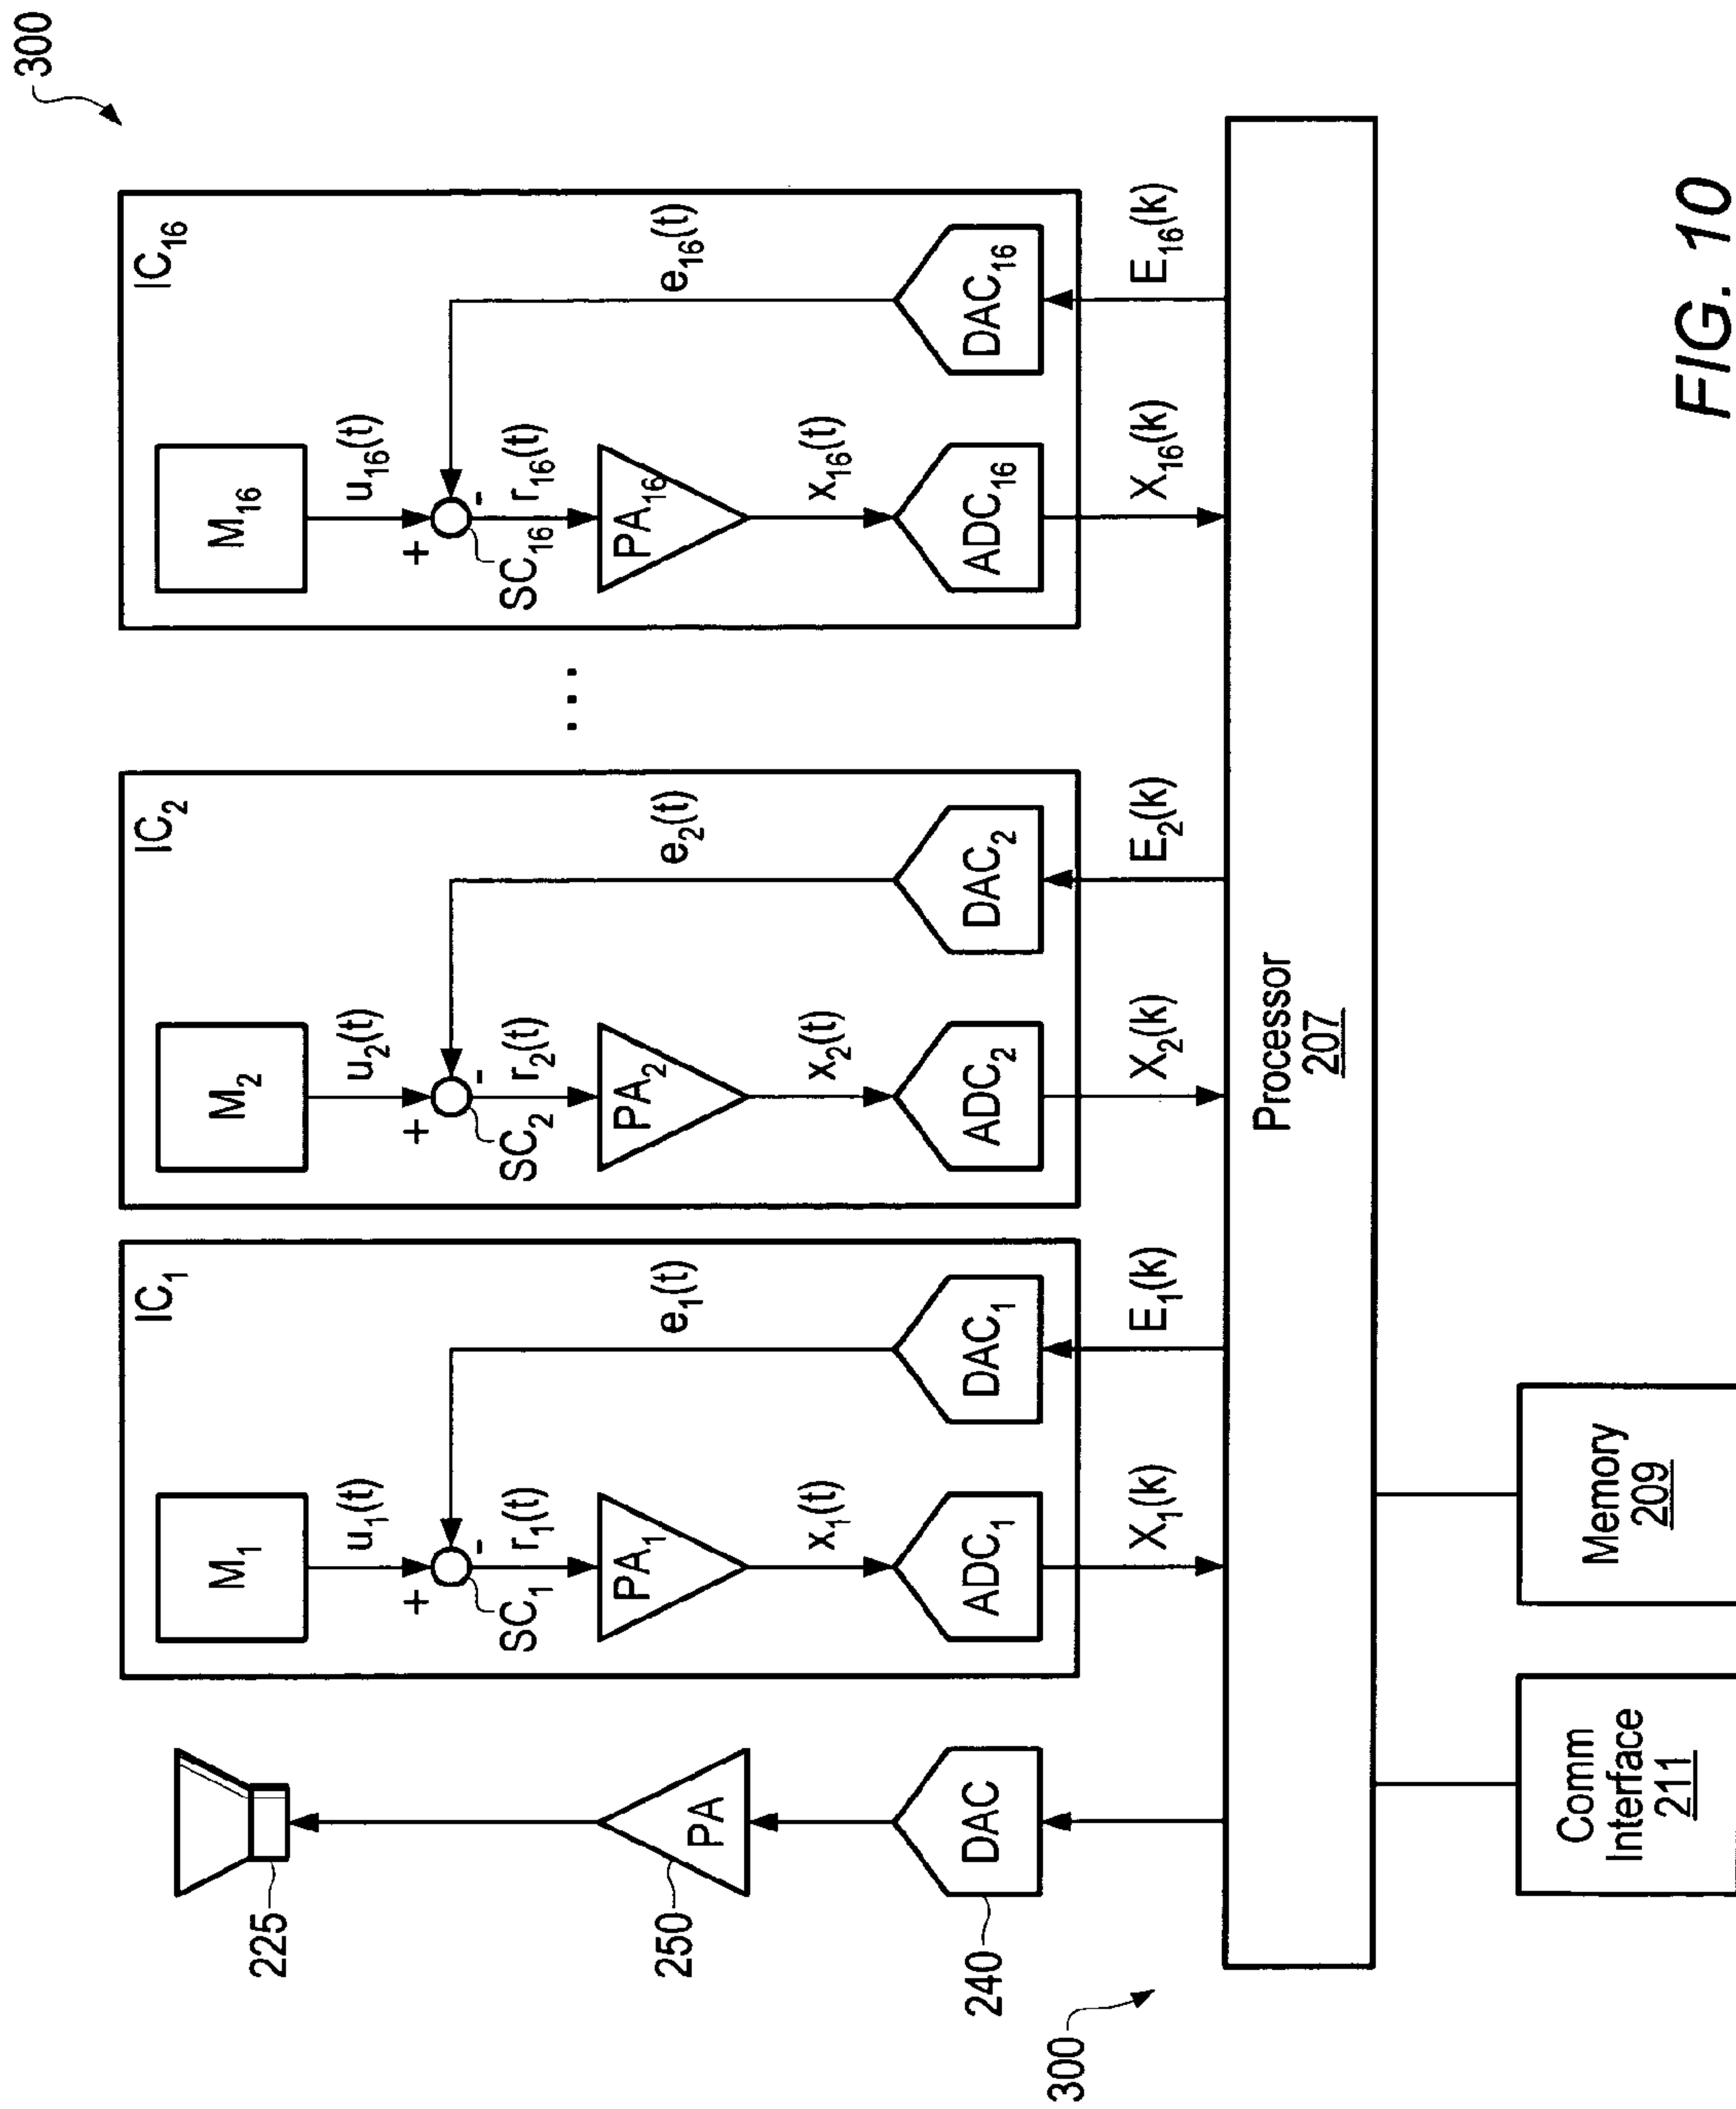 300
IC₁
M₁
u₁(t)
+
-
SC₁
r₁(t)
e₁(t)
PA₁
x₁(t)
ADC₁
DAC₁
X₁(k)
E₁(k)
IC₂
M₂
u₂(t)
+
-
SC₂
r₂(t)
e₂(t)
PA₂
x₂(t)
ADC₂
DAC₂
X₂(k)
E₂(k)
...
IC₁₆
M₁₆
u₁₆(t)
+
-
SC₁₆
r₁₆(t)
e₁₆(t)
PA₁₆
x₁₆(t)
ADC₁₆
DAC₁₆
X₁₆(k)
E₁₆(k)
225
PA
250
DAC
240
300
Processor
207
Comm
Interface
211
Memory
209
FIG. 10